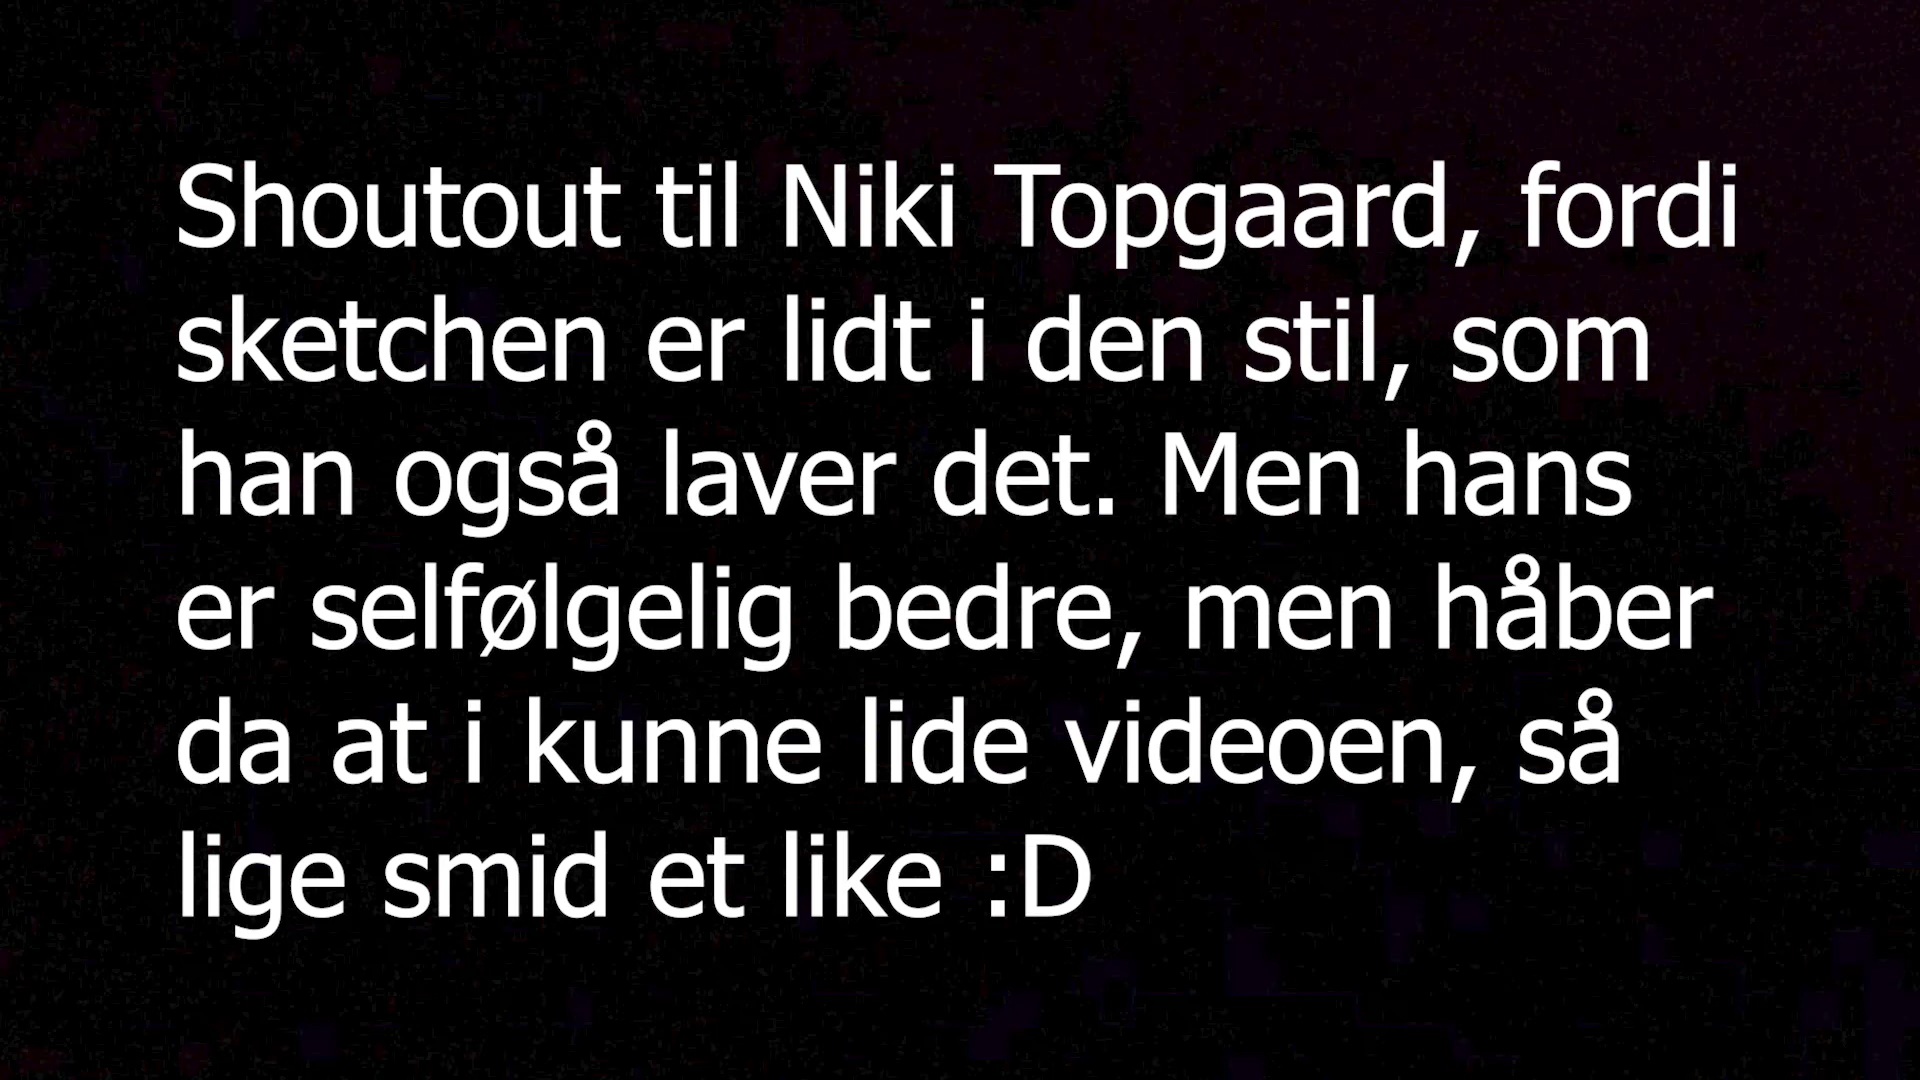 Shoutout til Niki Topgaard, fordi
sketchen er lidt i den stil, som
han også laver det. Men hans
er selfølgelig bedre, men håber
da at i kunne lide videoen, så
lige smid et like :D